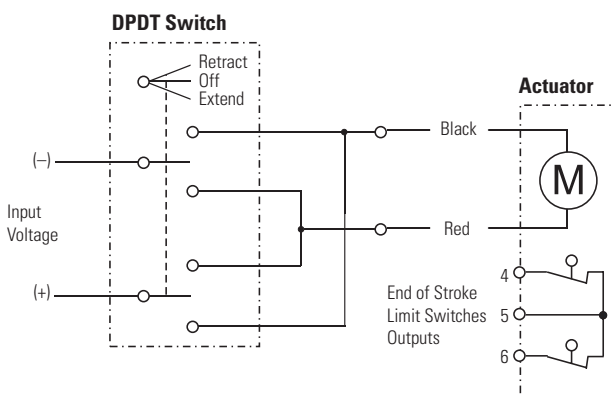 DPDT Switch
Retract
Off
Extend
Actuator
Black
(–)
M
Input
Voltage
Red
(+)
End of Stroke
Limit Switches
Outputs
4
5
6